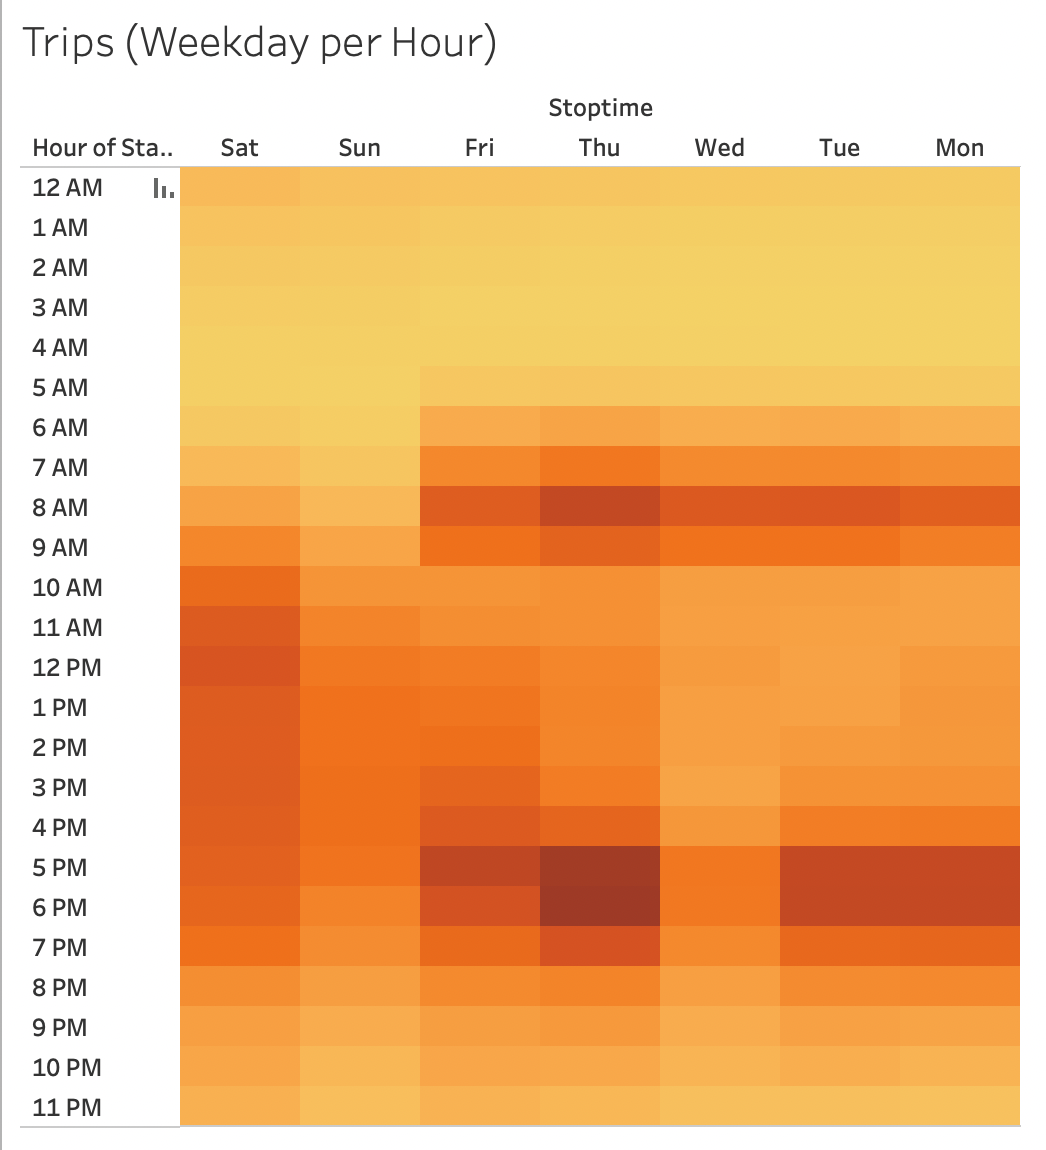 Trips (Weekday per Hour)
Stoptime
Hour of Sta.. Sat Sun Fri Thu Wed Tue Mon
12 AM
1 AM
2 AM
3 AM
4 AM
5 AM
6 AM
7 AM
8 AM
9 AM
10 AM
11 AM
12 PM
1 PM
2 PM
3 PM
4 PM
5 PM
6 PM
7 PM
8 PM
9 PM
10 PM
11 PM